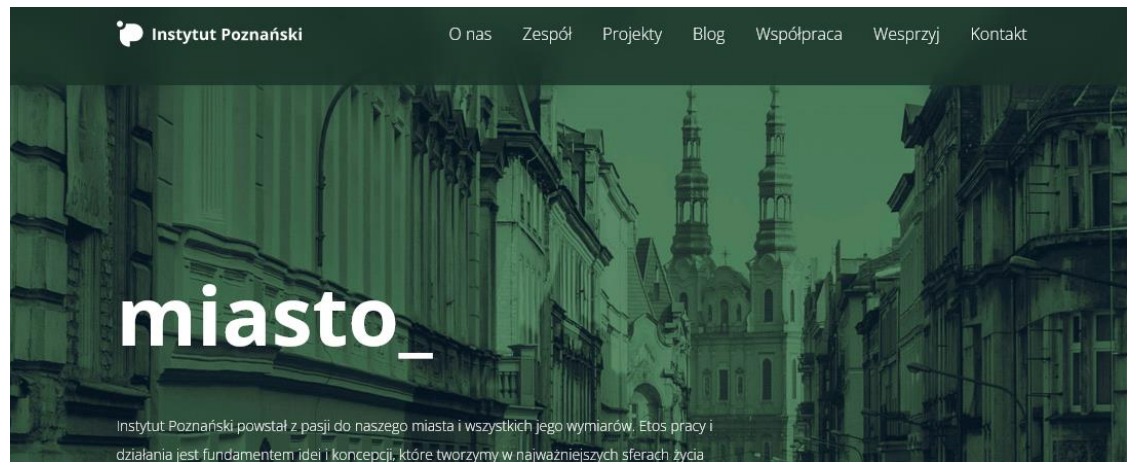 Instytut Poznański
O nas Zespół Projekty Blog Współpraca Wesprzyj Kontakt
miasto_
Instytut Poznański powstał z pasji do naszego miasta i wszystkich jego wymiarów. Etos pracy i
działania jest fundamentem idei i koncepcji, które tworzymy w najważniejszych sferach życia